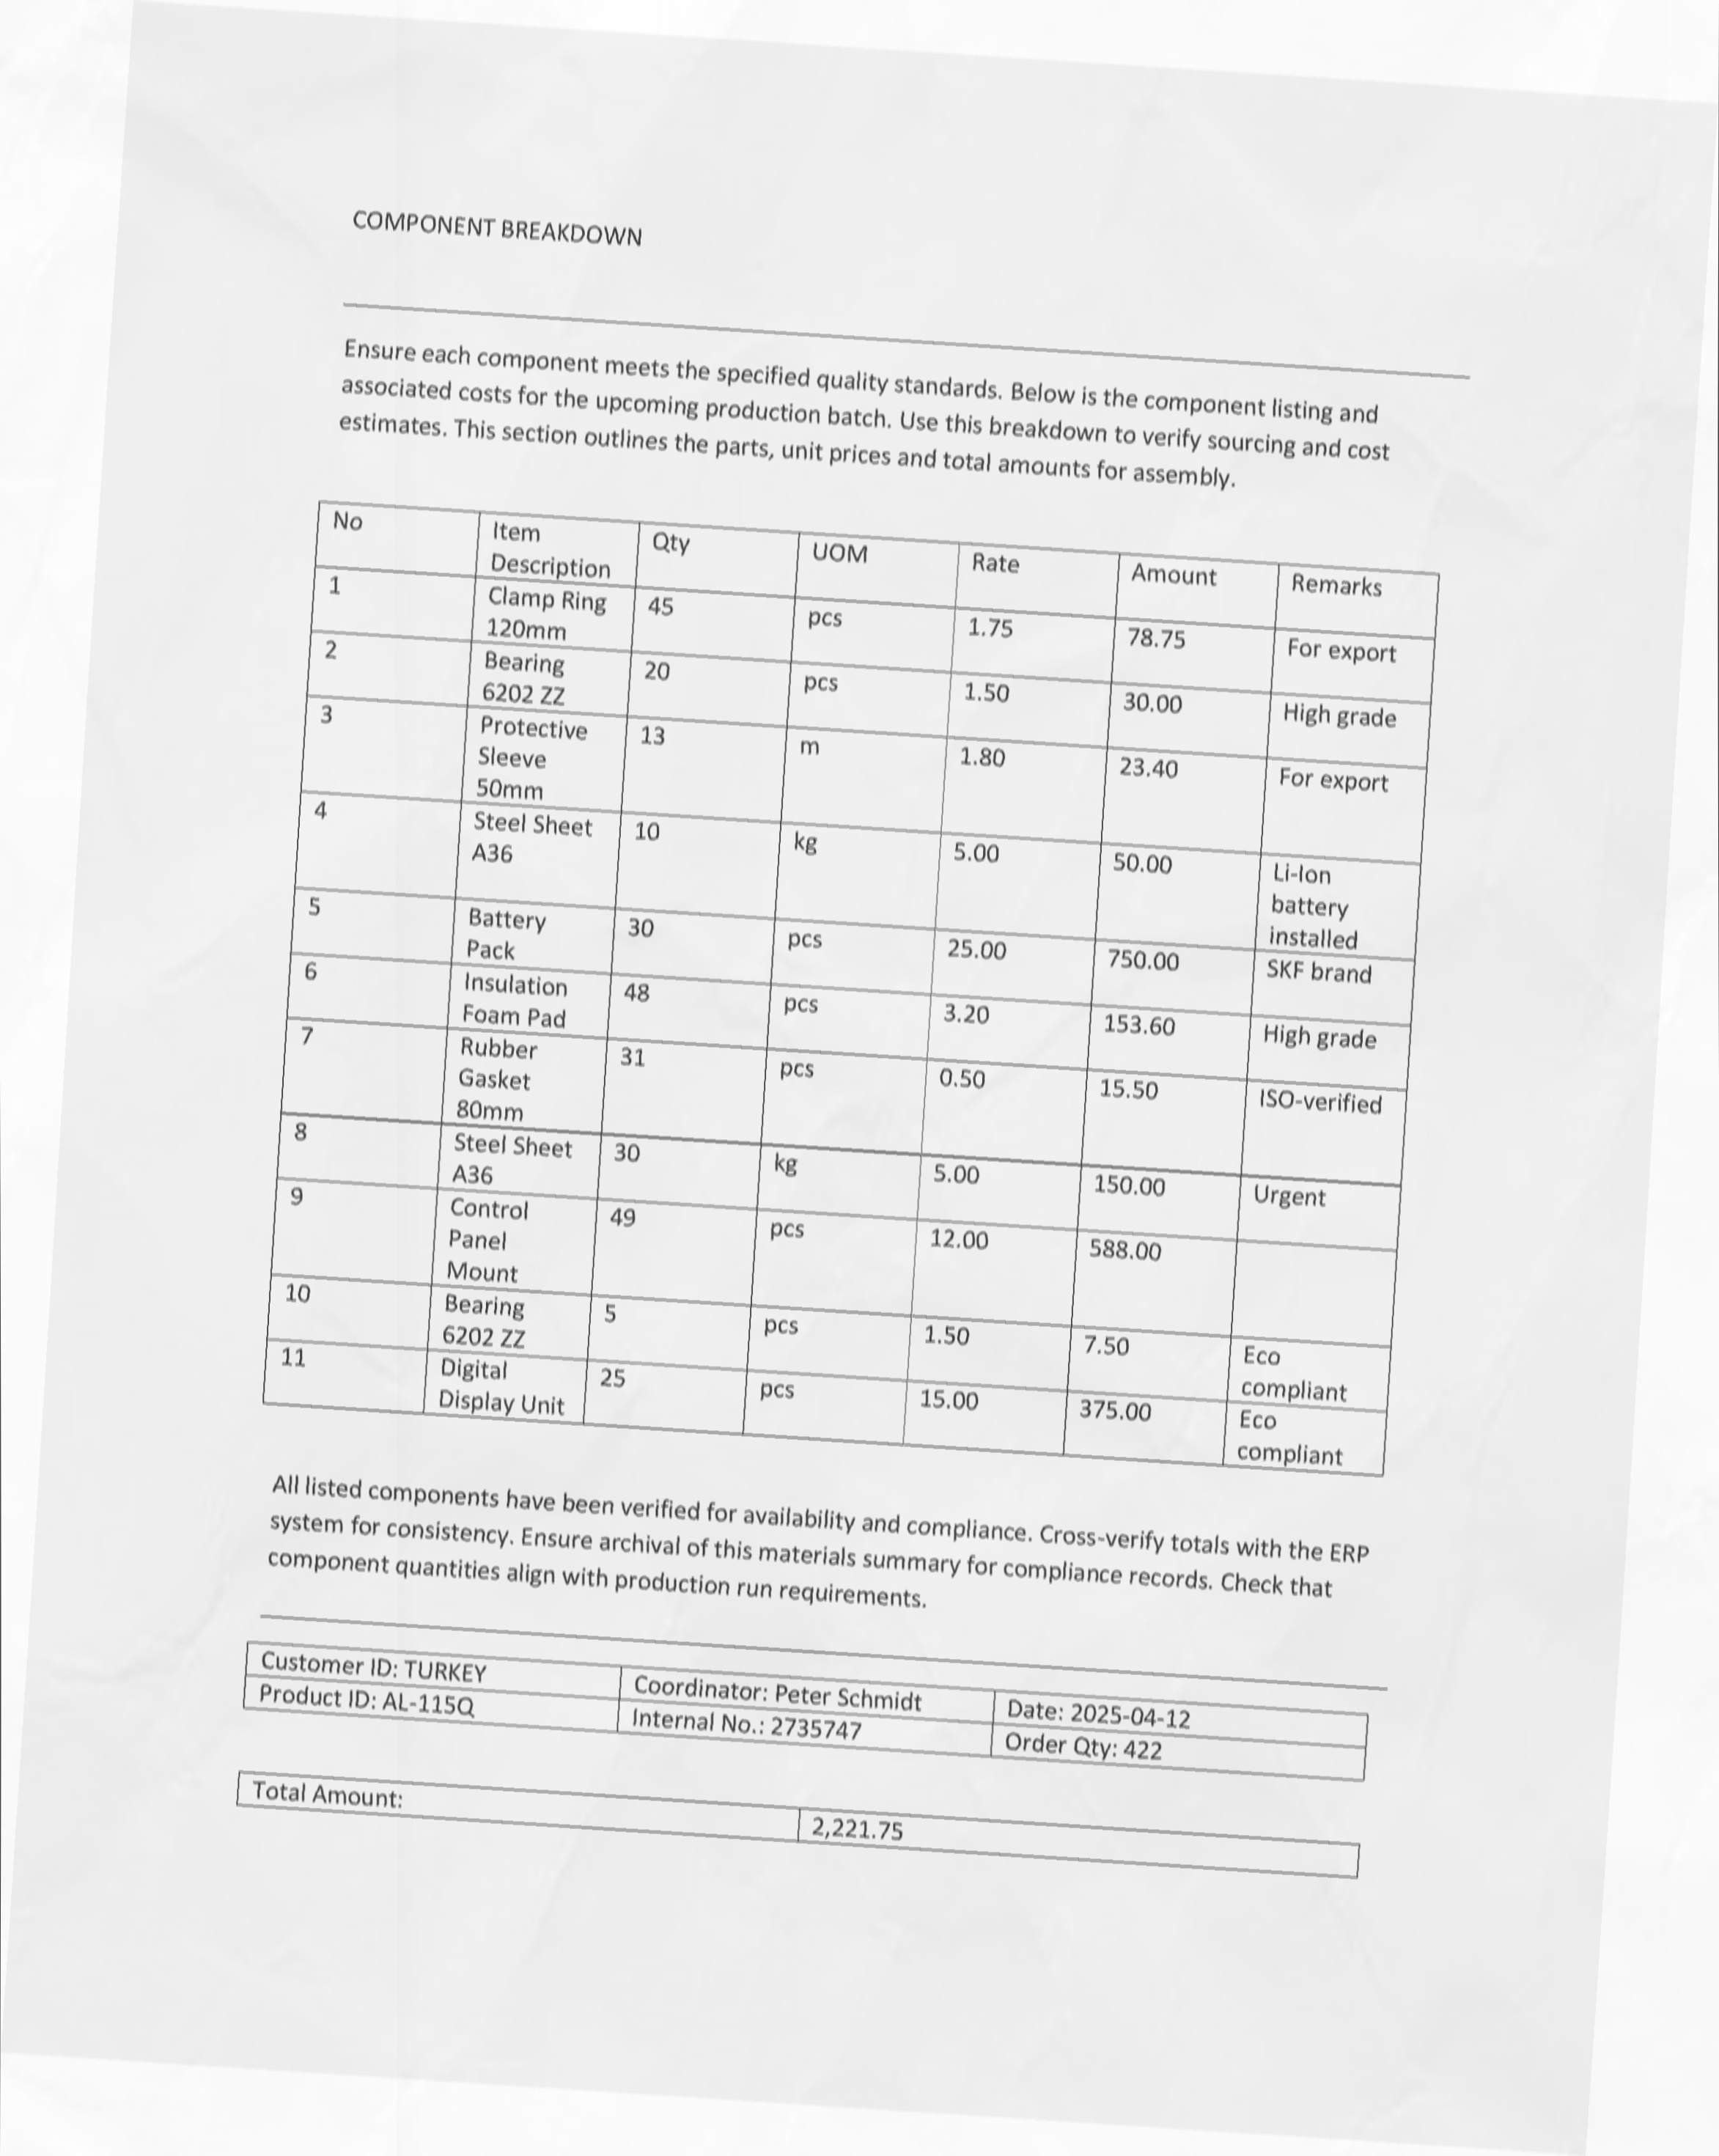 COMPONENT BREAKDOWN
Ensure each component meets the specified quality standards. Below is the component listing and
associated costs for the upcoming production batch. Use this breakdown to verify sourcing and cost
estimates. This section outlines the parts, unit prices and total amounts for assembly.
No Item Description Qty UOM Rate Amount Remarks
1 Clamp Ring 120mm 45 pcs 1.75 78.75 For export
2 Bearing 6202 ZZ 20 pcs 1.50 30.00 High grade
3 Protective Sleeve 50mm 13 m 1.80 23.40 For export
4 Steel Sheet A36 10 kg 5.00 50.00 Li-Ion battery installed
5 Battery Pack 30 pcs 25.00 750.00 SKF brand
6 Insulation Foam Pad 48 pcs 3.20 153.60 High grade
7 Rubber Gasket 80mm 31 pcs 0.50 15.50 ISO-verified
8 Steel Sheet A36 30 kg 5.00 150.00 Urgent
9 Control Panel Mount 49 pcs 12.00 588.00
10 Bearing 6202 ZZ 5 pcs 1.50 7.50 Eco compliant
11 Digital Display Unit 25 pcs 15.00 375.00 Eco compliant
All listed components have been verified for availability and compliance. Cross-verify totals with the ERP
system for consistency. Ensure archival of this materials summary for compliance records. Check that
component quantities align with production run requirements.
Customer ID: TURKEY Coordinator: Peter Schmidt Date: 2025-04-12
Product ID: AL-115Q Internal No.: 2735747 Order Qty: 422
Total Amount: 2,221.75